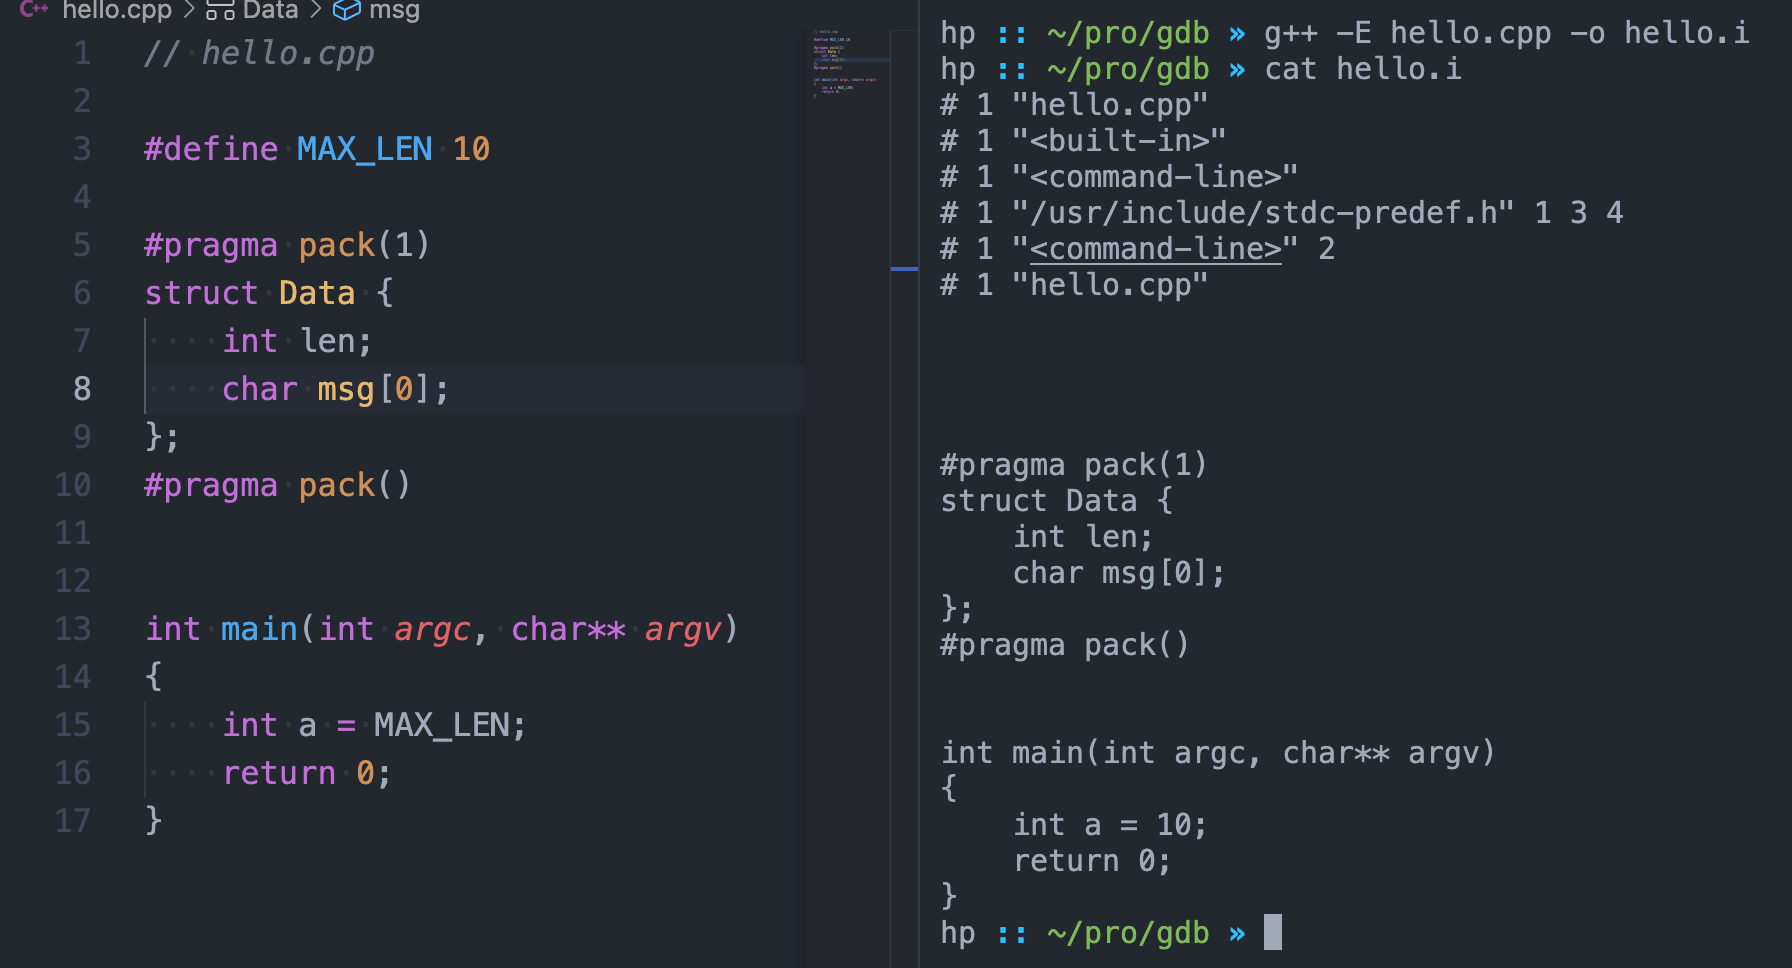 C++ hello.cpp > Data > msg
1 // hello.cpp
2
3 #define MAX_LEN 10
4
5 #pragma pack(1)
6 struct Data {
7     int len;
8     char msg[0];
9 };
10 #pragma pack()
11
12
13 int main(int argc, char** argv)
14 {
15     int a = MAX_LEN;
16     return 0;
17 }
hp :: ~/pro/gdb » g++ -E hello.cpp -o hello.i
hp :: ~/pro/gdb » cat hello.i
# 1 "hello.cpp"
# 1 "<built-in>"
# 1 "<command-line>"
# 1 "/usr/include/stdc-predef.h" 1 3 4
# 1 "<command-line>" 2
# 1 "hello.cpp"
#pragma pack(1)
struct Data {
    int len;
    char msg[0];
};
#pragma pack()
int main(int argc, char** argv)
{
    int a = 10;
    return 0;
}
hp :: ~/pro/gdb »